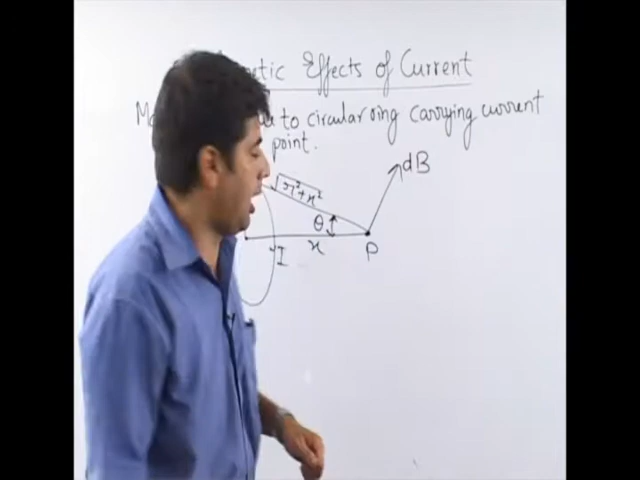 Effects of Current
to circular ring carrying current
point.
dB
√r²+x²
θ
x
I
P